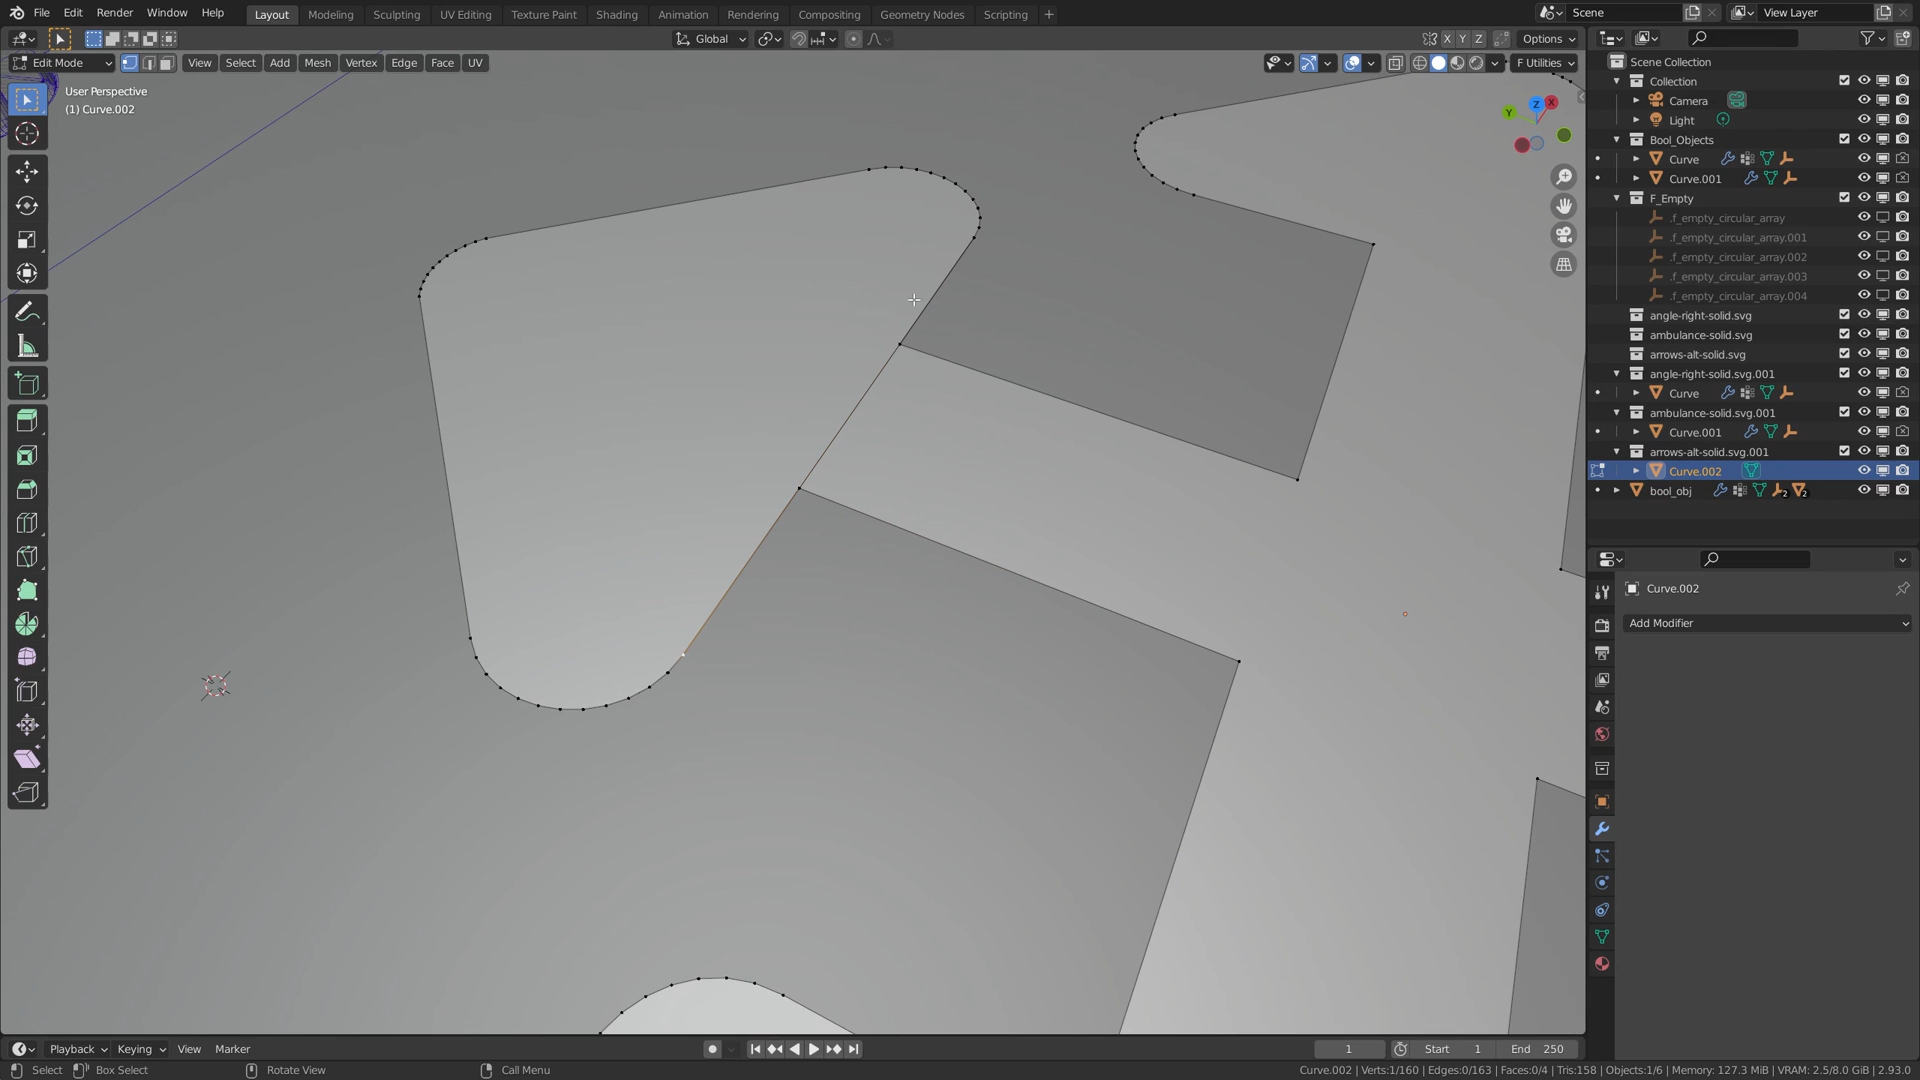 File Edit Render Window Help
Layout Modeling Sculpting UV Editing Texture Paint Shading Animation Rendering Compositing Geometry Nodes Scripting +
Scene
View Layer
Global
X Y Z
Options
Edit Mode
View Select Add Mesh Vertex Edge Face UV
F Utilities
User Perspective
(1) Curve.002
Z X Y
Scene Collection
Collection
Camera
Light
Bool_Objects
Curve
Curve.001
F_Empty
.f_empty_circular_array
.f_empty_circular_array.001
.f_empty_circular_array.002
.f_empty_circular_array.003
.f_empty_circular_array.004
angle-right-solid.svg
ambulance-solid.svg
arrows-alt-solid.svg
angle-right-solid.svg.001
Curve
ambulance-solid.svg.001
Curve.001
arrows-alt-solid.svg.001
Curve.002
bool_obj 2 2
Curve.002
Add Modifier
Playback Keying View Marker
1
Start 1
End 250
Select Box Select Rotate View Call Menu
Curve.002 | Verts:1/160 | Edges:0/163 | Faces:0/4 | Tris:158 | Objects:1/6 | Memory: 127.3 MiB | VRAM: 2.5/8.0 GiB | 2.93.0